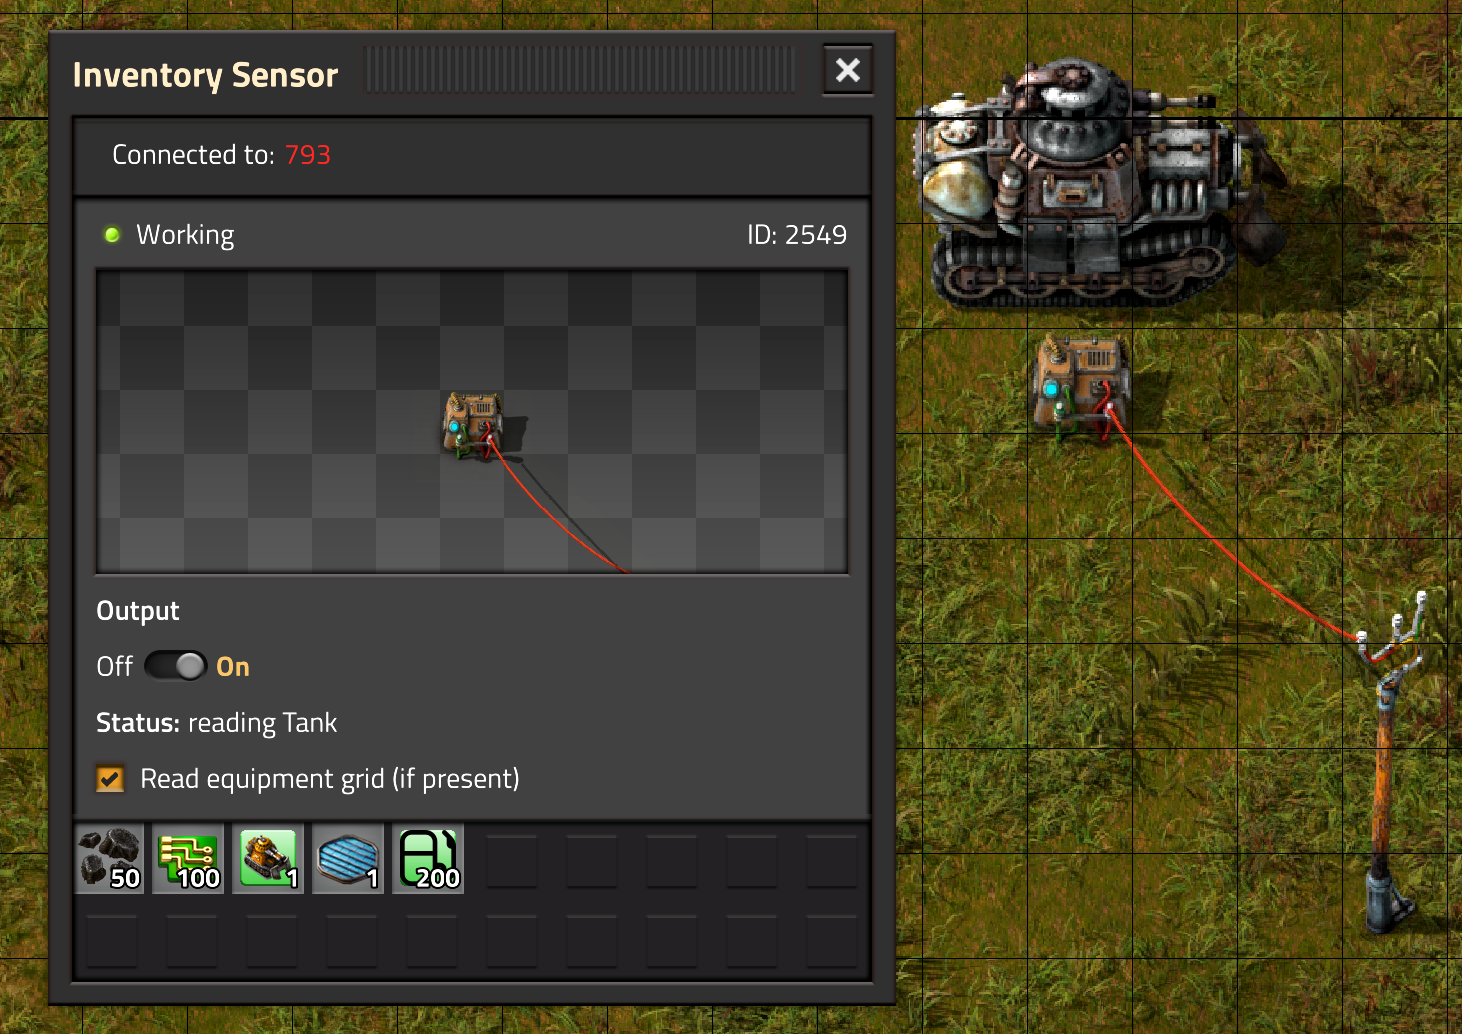 Inventory Sensor
Connected to: 793
Working ID: 2549
Output
Off On
Status: reading Tank
Read equipment grid (if present)
50 100 1 1 200